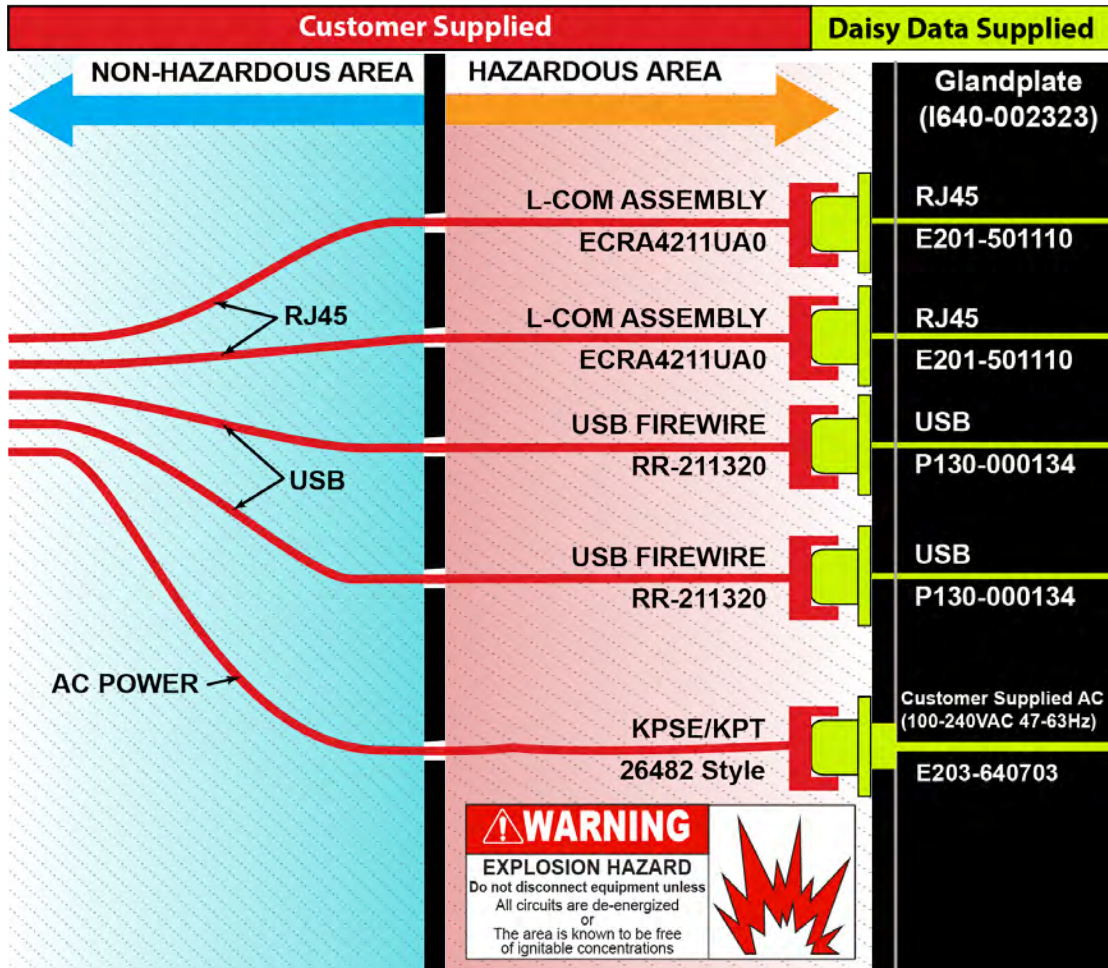 Customer Supplied
Daisy Data Supplied
NON-HAZARDOUS AREA
HAZARDOUS AREA
Glandplate
(I640-002323)
L-COM ASSEMBLY
ECRA4211UA0
RJ45
E201-501110
RJ45
L-COM ASSEMBLY
ECRA4211UA0
RJ45
E201-501110
USB FIREWIRE
RR-211320
USB
P130-000134
USB
USB FIREWIRE
RR-211320
USB
P130-000134
AC POWER
KPSE/KPT
26482 Style
Customer Supplied AC
(100-240VAC 47-63Hz)
E203-640703
WARNING
EXPLOSION HAZARD
Do not disconnect equipment unless
All circuits are de-energized
or
The area is known to be free
of ignitable concentrations